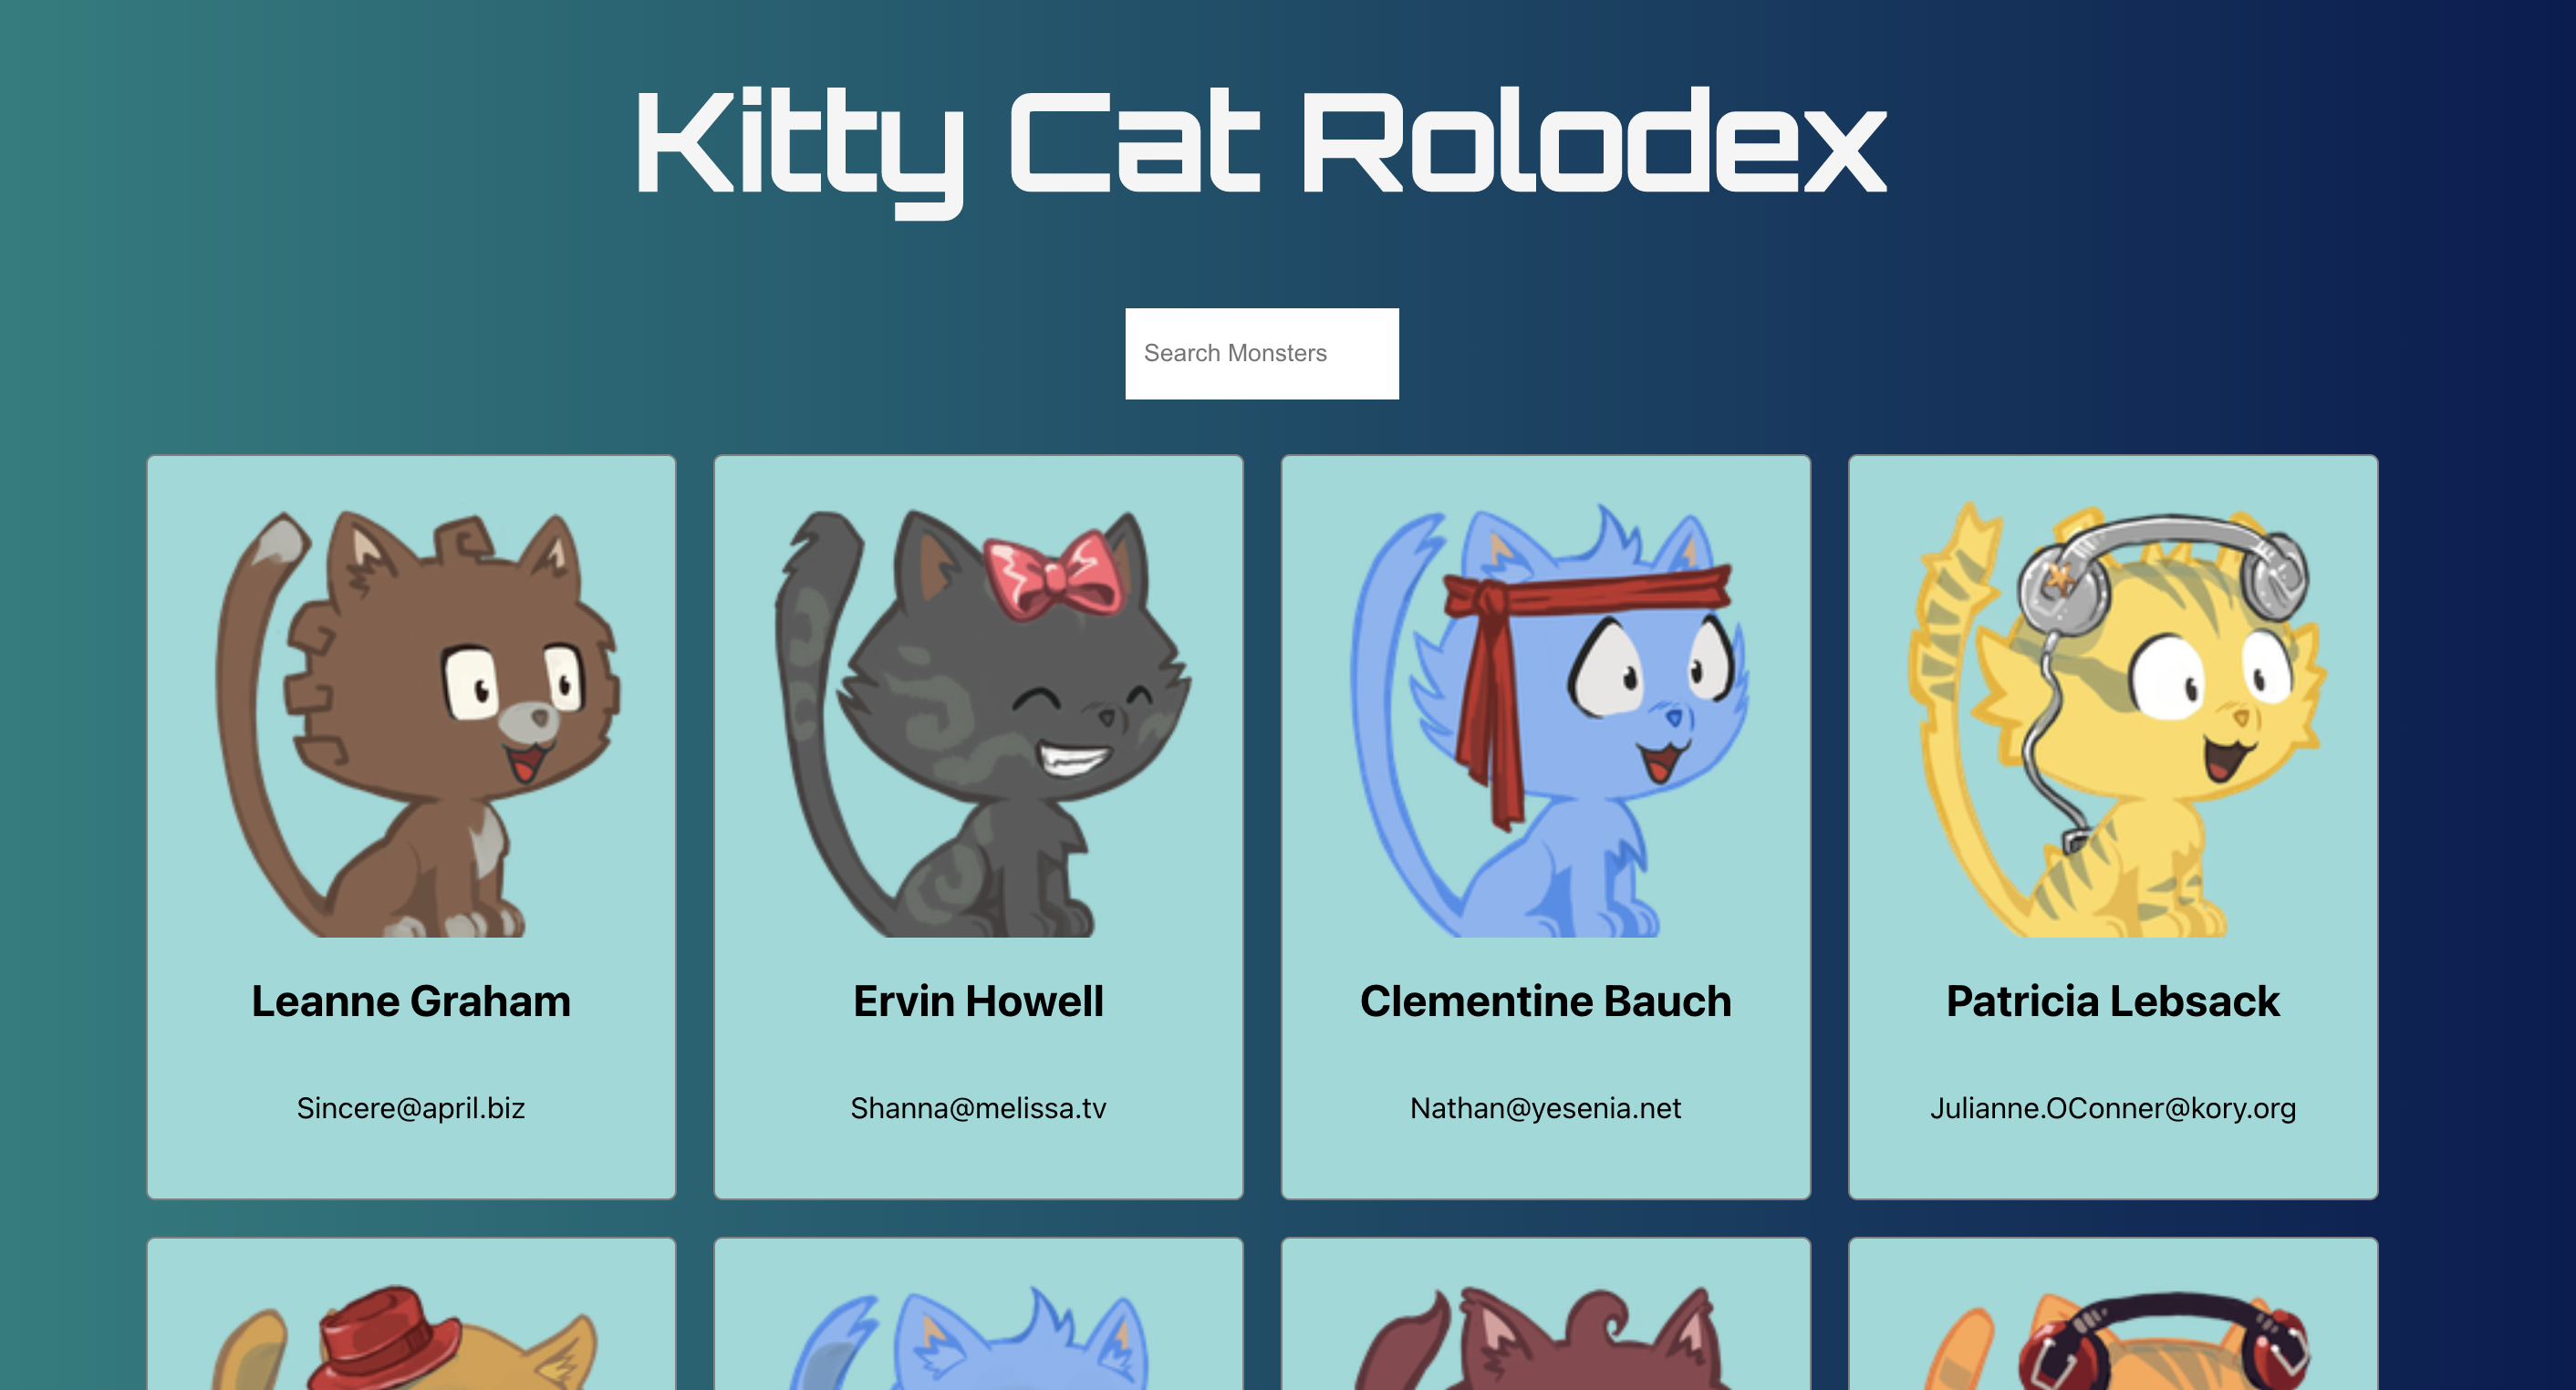 Kitty Cat Rolodex
Search Monsters
Leanne Graham
Sincere@april.biz
Ervin Howell
Shanna@melissa.tv
Clementine Bauch
Nathan@yesenia.net
Patricia Lebsack
Julianne.OConner@kory.org